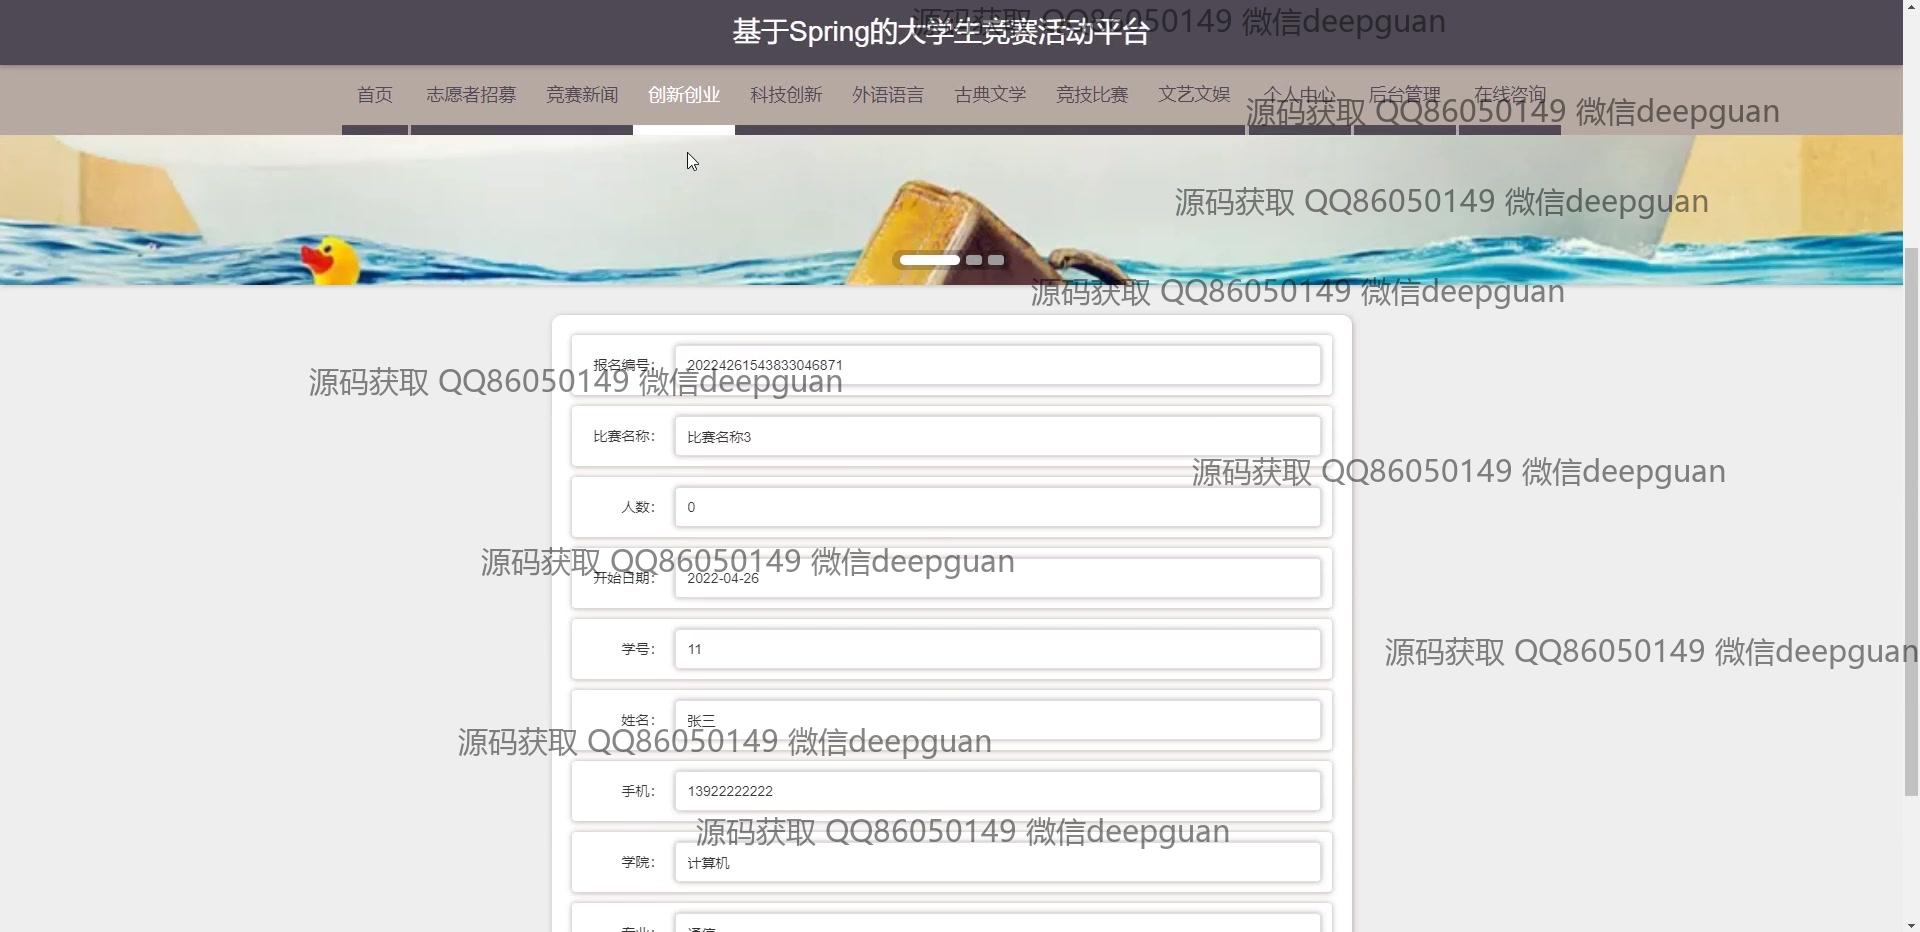 基于Spring的大学生竞赛活动平台
源码获取 QQ86050149 微信deepguan
首页 志愿者招募 竞赛新闻 创新创业 科技创新 外语语言 古典文学 竞技比赛 文艺文娱 个人中心 后台管理 在线咨询
源码获取 QQ86050149 微信deepguan
源码获取 QQ86050149 微信deepguan
源码获取 QQ86050149 微信deepguan
报名编号： 20224261543833046871
源码获取 QQ86050149 微信deepguan
比赛名称： 比赛名称3
源码获取 QQ86050149 微信deepguan
人数： 0
源码获取 QQ86050149 微信deepguan
开始日期： 2022-04-26
学号： 11
源码获取 QQ86050149 微信deepguan
姓名： 张三
源码获取 QQ86050149 微信deepguan
手机： 13922222222
源码获取 QQ86050149 微信deepguan
学院： 计算机
专业： 通信